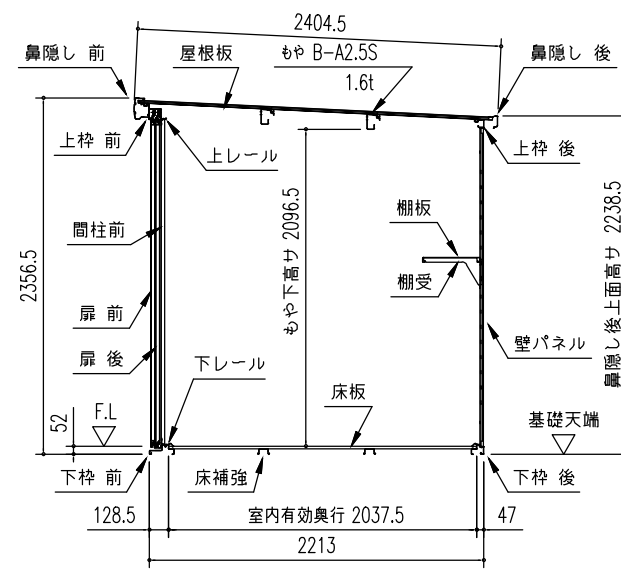 2404.5
鼻隠し 前
屋根板
もや B-A2.5S
1.6t
鼻隠し 後
上枠 前
上レール
上枠 後
間柱前
棚板
棚受
もや下高サ 2096.5
2356.5
鼻隠し後上面高サ 2238.5
扉 前
扉 後
壁パネル
下レール
床板
52
F.L
基礎天端
下枠 前
床補強
下枠 後
128.5
室内有効奥行 2037.5
47
2213